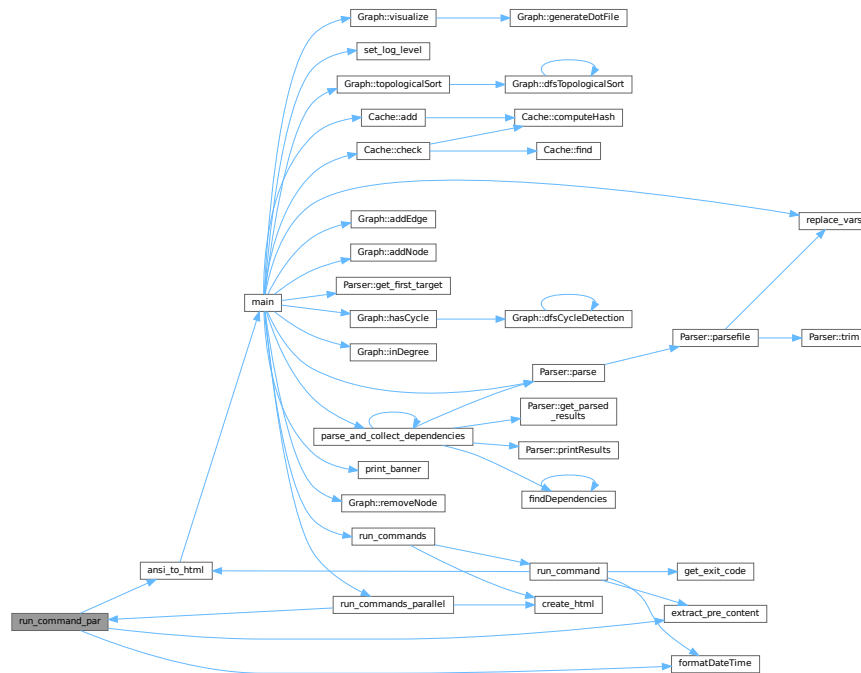 Graph::visualize
Graph::generateDotFile
set_log_level
Graph::topologicalSort
Graph::dfsTopologicalSort
Cache::add
Cache::computeHash
Cache::check
Cache::find
replace_vars
Graph::addEdge
Graph::addNode
Parser::get_first_target
main
Graph::hasCycle
Graph::dfsCycleDetection
Parser::parsefile
Parser::trim
Graph::inDegree
Parser::parse
Parser::get_parsed
_results
parse_and_collect_dependencies
Parser::printResults
print_banner
findDependencies
Graph::removeNode
run_commands
ansi_to_html
run_command
get_exit_code
run_commands_parallel
create_html
extract_pre_content
run_command_par
formatDateTime